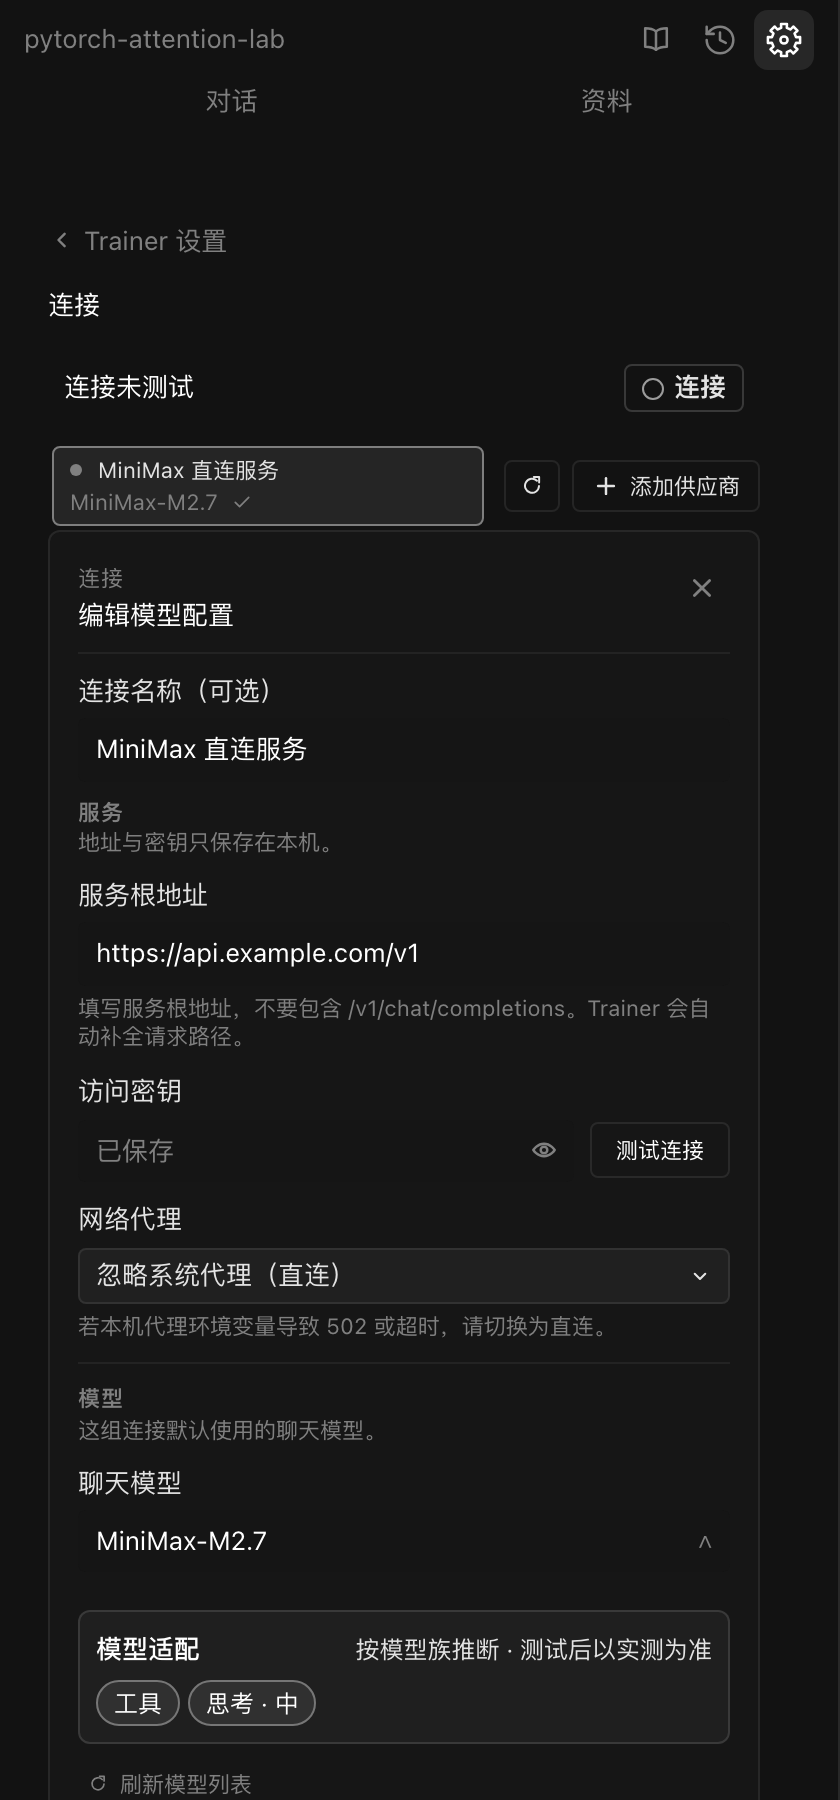 pytorch-attention-lab
对话
资料
Trainer 设置
连接
连接未测试
连接
MiniMax 直连服务
MiniMax-M2.7
添加供应商
连接
编辑模型配置
连接名称（可选）
MiniMax 直连服务
服务
地址与密钥只保存在本机。
服务根地址
https://api.example.com/v1
填写服务根地址，不要包含 /v1/chat/completions。Trainer 会自
动补全请求路径。
访问密钥
已保存
测试连接
网络代理
忽略系统代理（直连）
若本机代理环境变量导致 502 或超时，请切换为直连。
模型
这组连接默认使用的聊天模型。
聊天模型
MiniMax-M2.7
模型适配
按模型族推断 · 测试后以实测为准
工具
思考 · 中
刷新模型列表